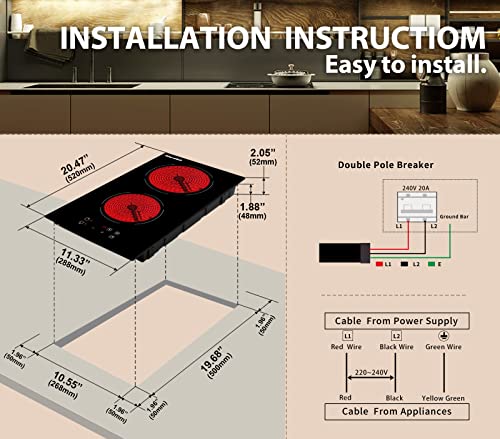 INSTALLATION INSTRUCTIOM
Easy to install.
20.47"
(520mm)
2.05"
(52mm)
1.88"
(48mm)
11.33"
(288mm)
1.96"
(50mm)
1.96"
(50mm)
10.55"
(268mm)
19.68"
(500mm)
1.96"
(50mm)
1.96"
(50mm)
Double Pole Breaker
240V 20A
L1 L2 Ground Bar
L1 L2 E
Cable From Power Supply
L1 L2
Red Wire Black Wire Green Wire
220~240V
Red Black Yellow Green
Cable From Appliances